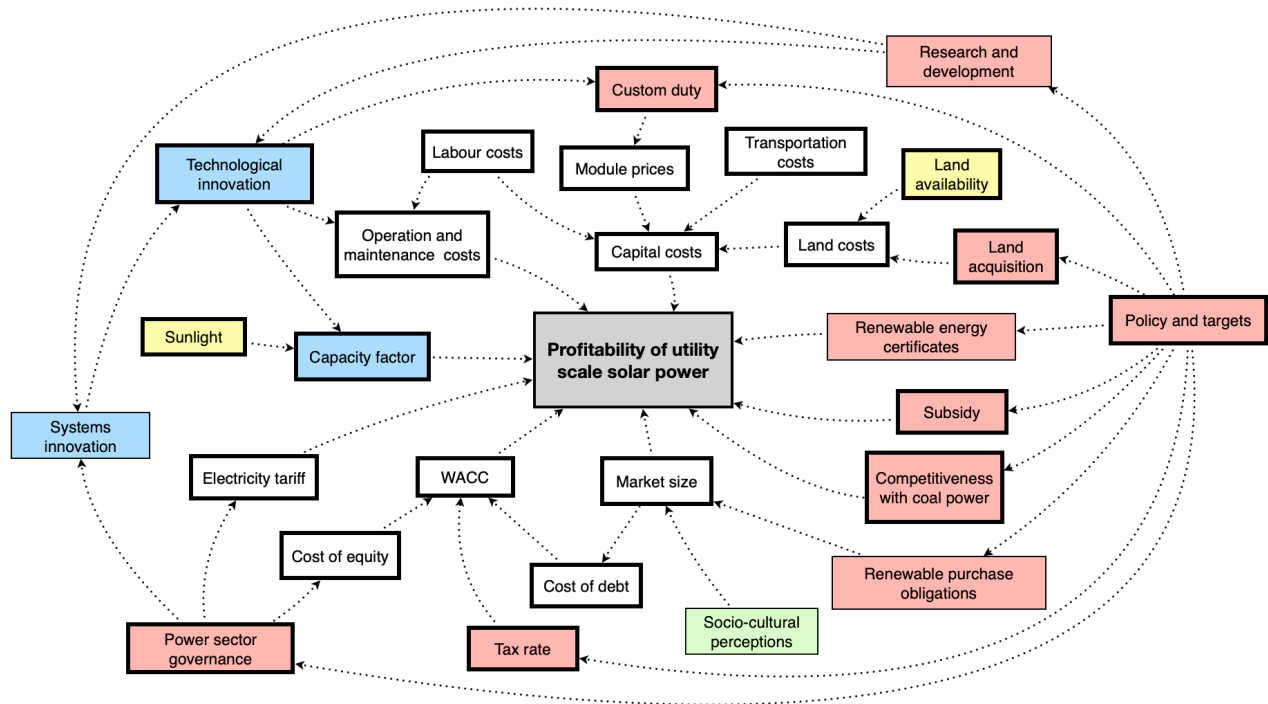 Research and
development
Custom duty
Technological
innovation
Labour costs
Module prices
Transportation
costs
Land
availability
Operation and
maintenance costs
Capital costs
Land costs
Land
acquisition
Policy and targets
Sunlight
Capacity factor
Profitability of utility
scale solar power
Renewable energy
certificates
Subsidy
Systems
innovation
Electricity tariff
WACC
Market size
Competitiveness
with coal power
Cost of equity
Cost of debt
Renewable purchase
obligations
Socio-cultural
perceptions
Power sector
governance
Tax rate